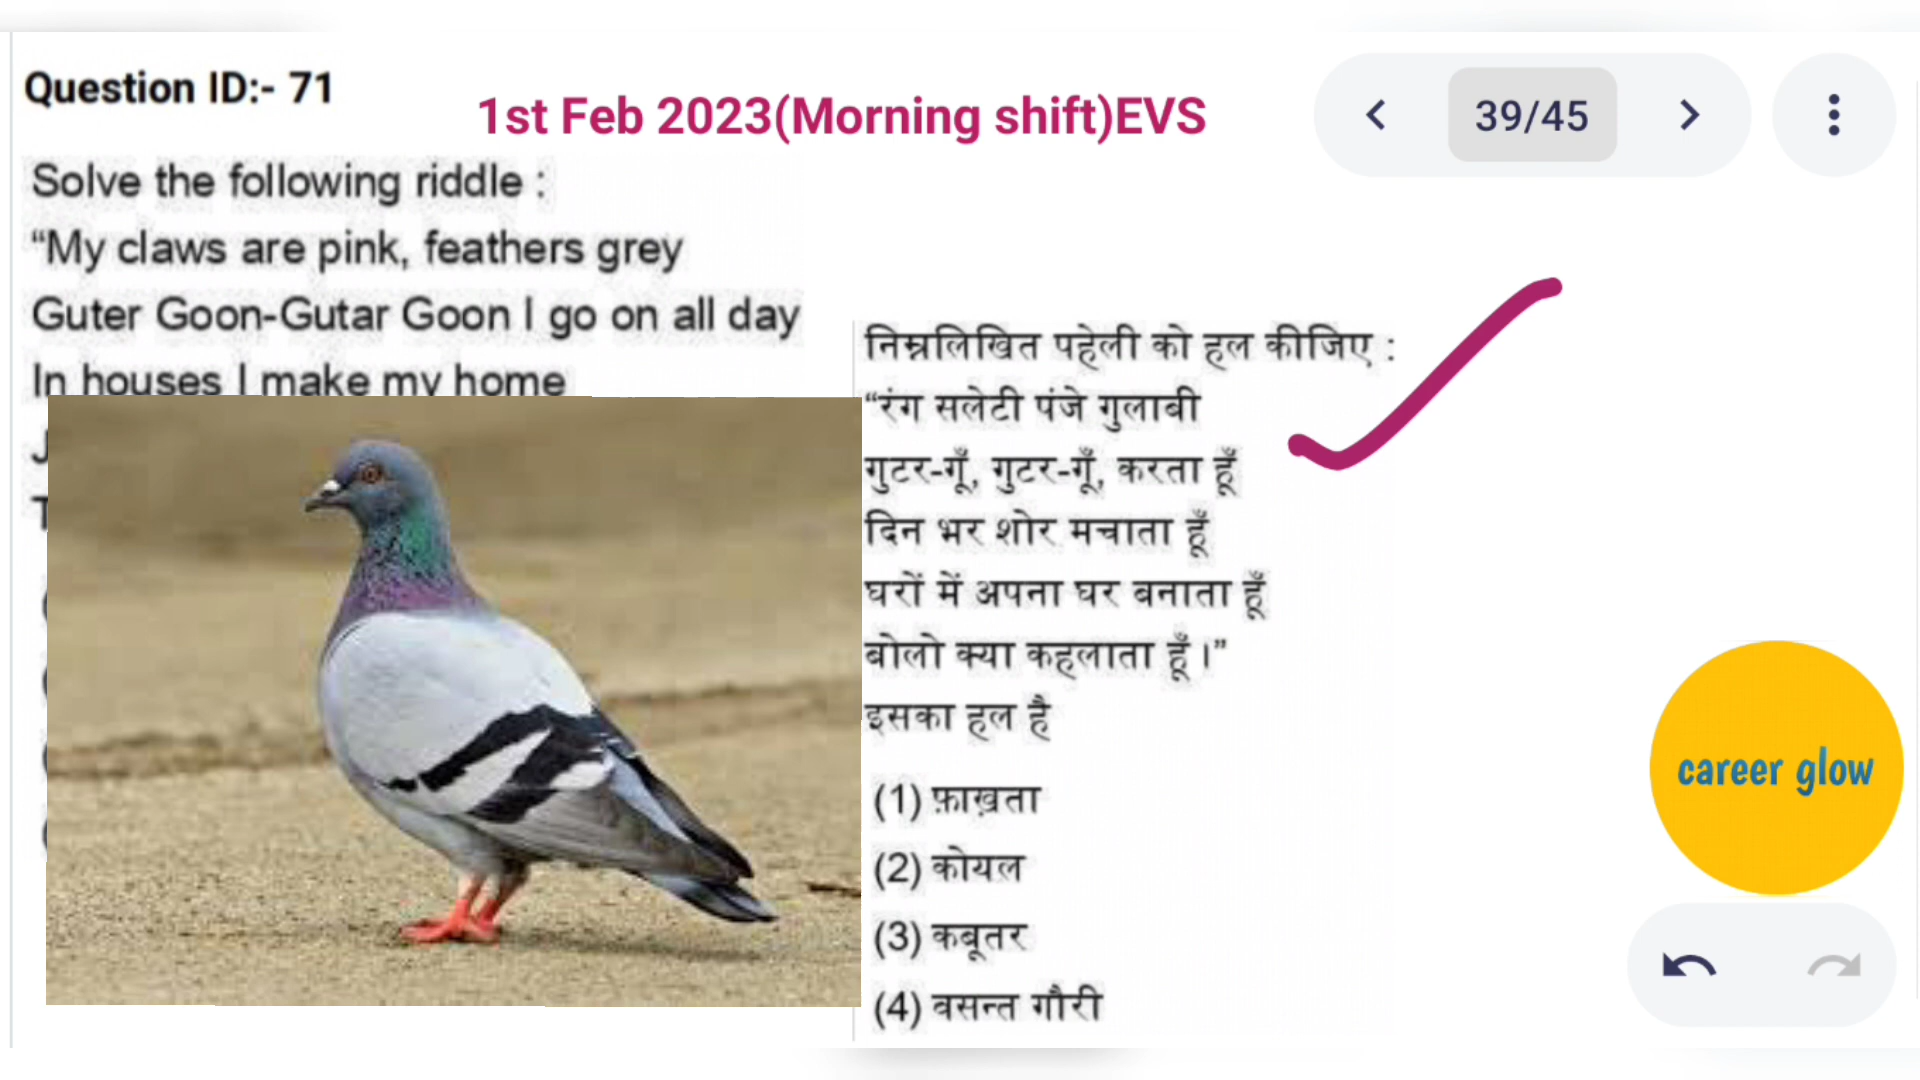 Question ID:- 71
1st Feb 2023(Morning shift)EVS
39/45
Solve the following riddle :
“My claws are pink, feathers grey
Guter Goon-Gutar Goon I go on all day
In houses I make my home
निम्नलिखित पहेली को हल कीजिए :
“रंग सलेटी पंजे गुलाबी
गुटर-गूँ, गुटर-गूँ, करता हूँ
दिन भर शोर मचाता हूँ
घरों में अपना घर बनाता हूँ
बोलो क्या कहलाता हूँ।”
इसका हल है
(1) फ़ाख़ता
(2) कोयल
(3) कबूतर
(4) वसन्त गौरी
career glow